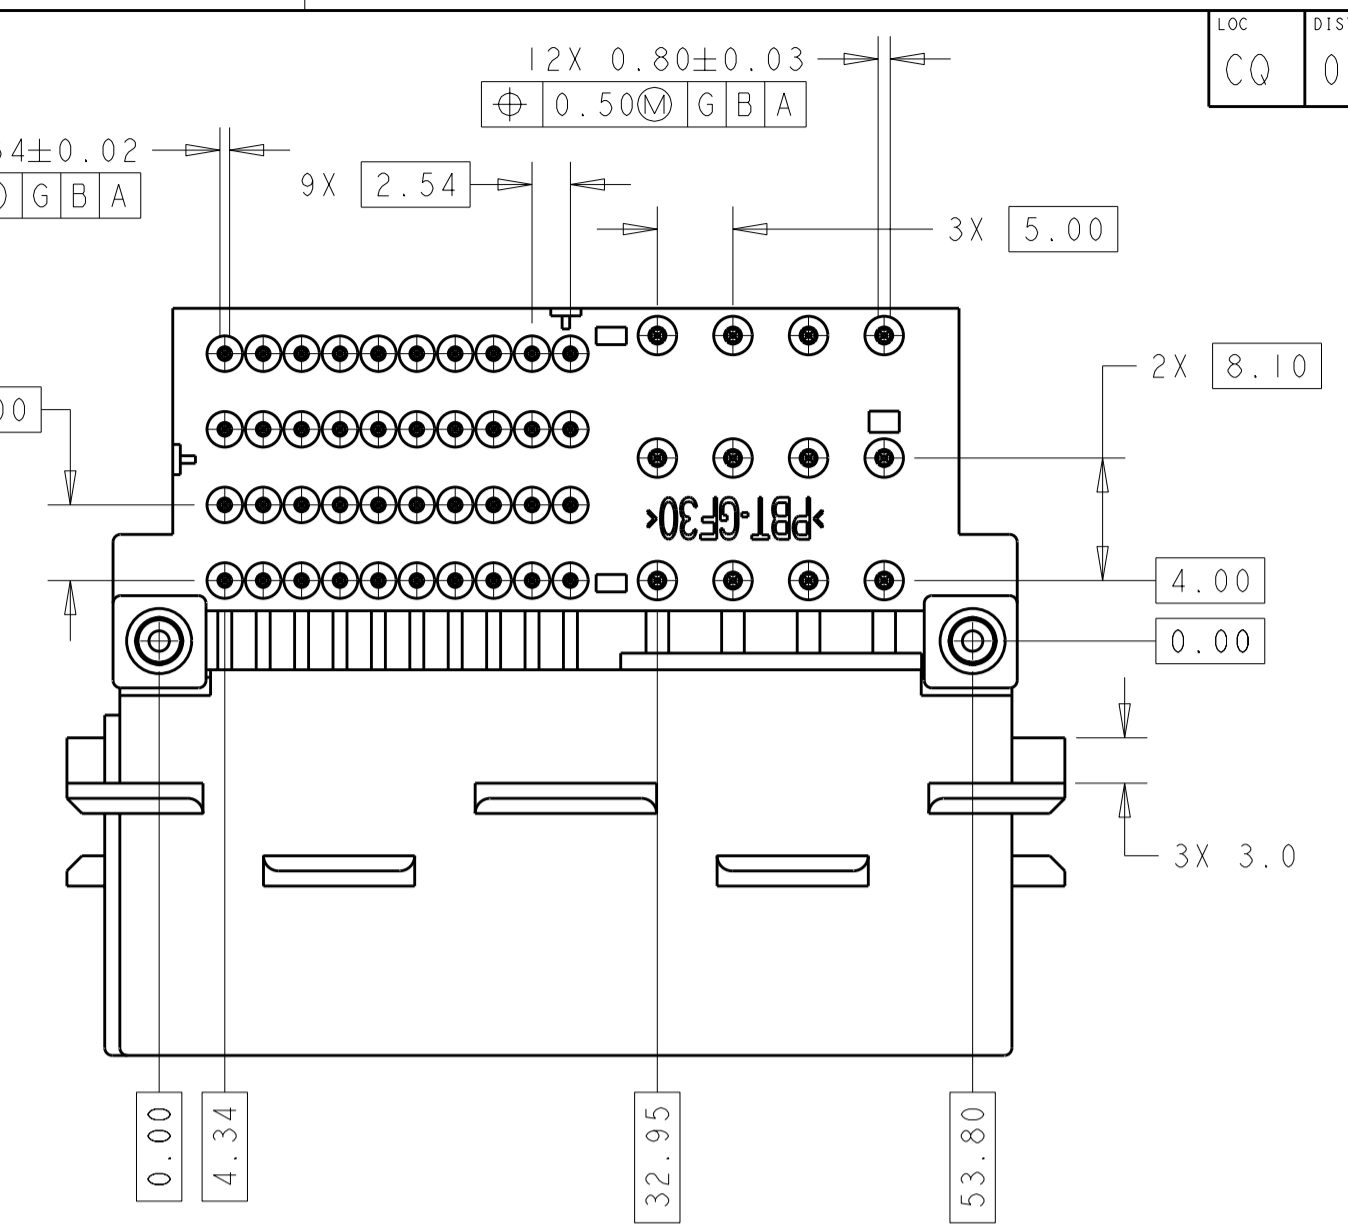 LOC
DIS
CQ
0
12X 0.80±0.03
0.50Ⓜ G B A
4±0.02
G B A
9X 2.54
3X 5.00
2X 8.10
>PBT-GF30<
4.00
0.00
3X 3.0
0.00
4.34
32.95
53.80